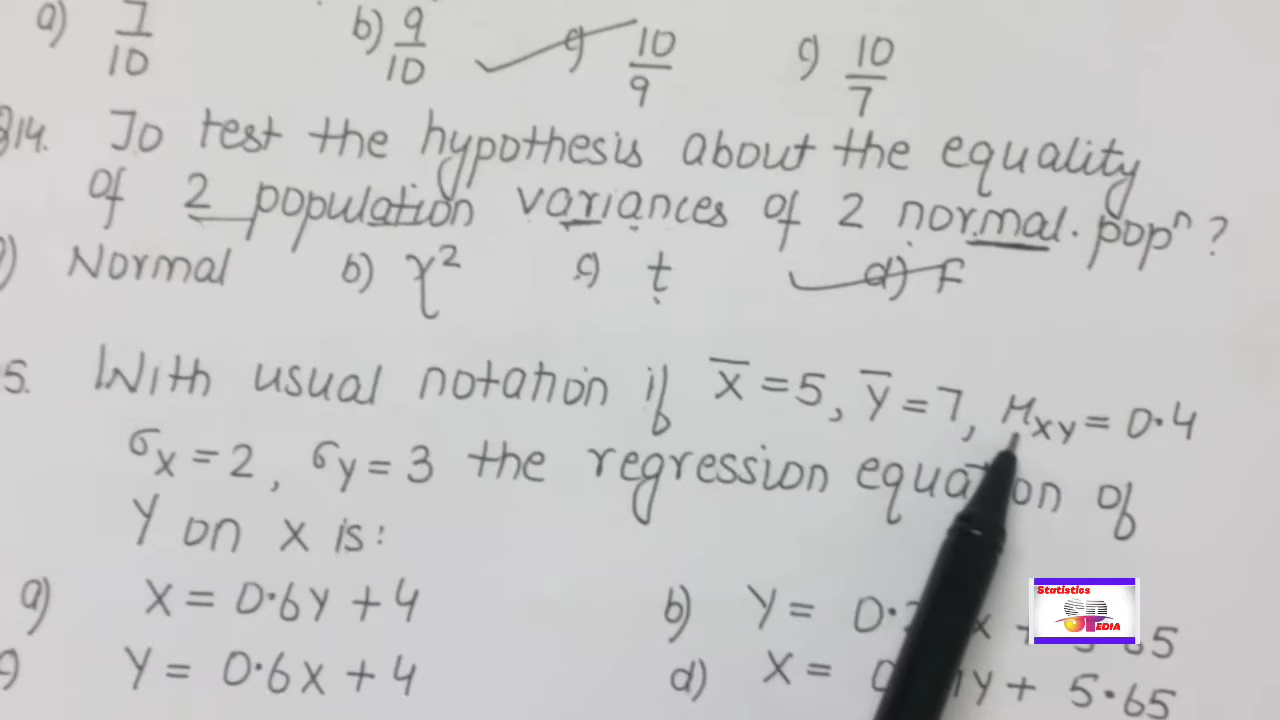 a) 7/10 b) 9/10 c) 10/9 c) 10/7
Q14. To test the hypothesis about the equality
of 2 population variances of 2 normal. popⁿ ?
Normal b) χ² c) t d) F
5. With usual notation if X̅ = 5, Y̅ = 7, rXY = 0.4
σX = 2, σy = 3 the regression equation of
Y on X is:
a) X = 0.6Y + 4 b) Y =
Y = 0.6X + 4 d) X = Y + 5.65
Statistics
PEDIA